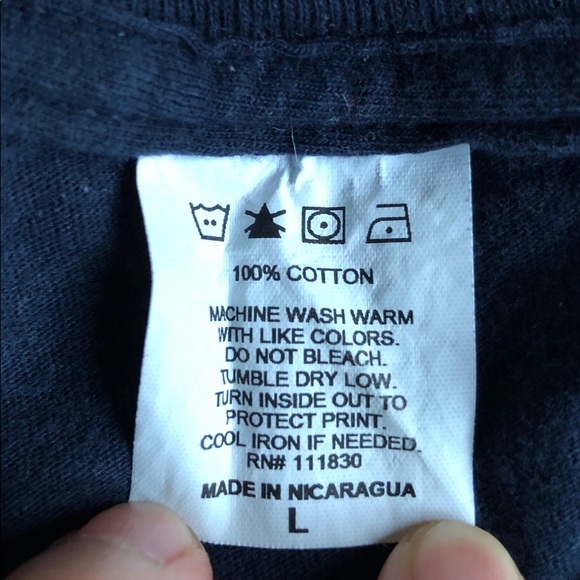 100% COTTON
MACHINE WASH WARM
WITH LIKE COLORS.
DO NOT BLEACH.
TUMBLE DRY LOW.
TURN INSIDE OUT TO
PROTECT PRINT.
COOL IRON IF NEEDED.
RN# 111830
MADE IN NICARAGUA
L